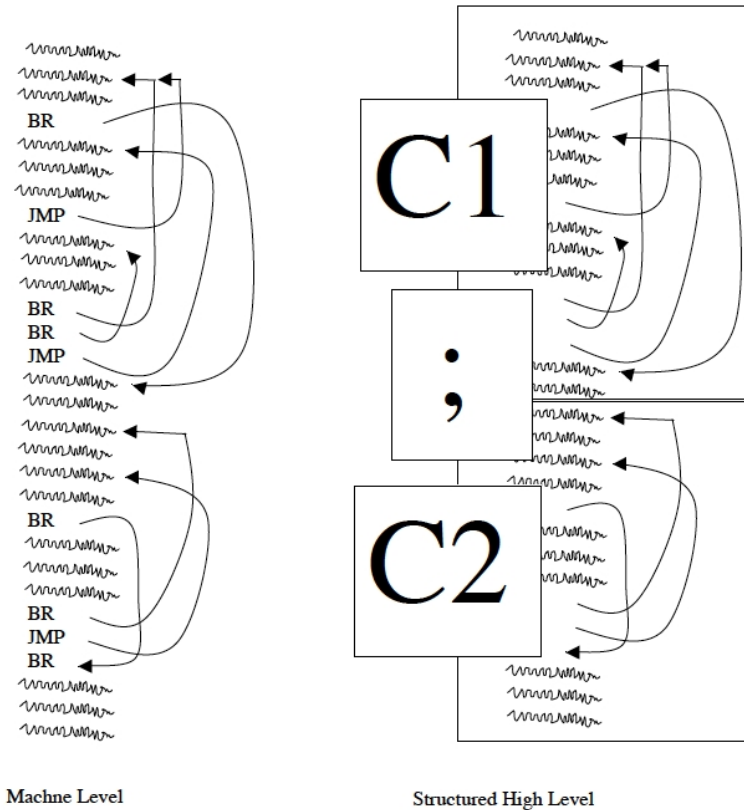 BR
JMP
BR
BR
JMP
BR
BR
JMP
BR
C1
;
C2
Machne Level
Structured High Level